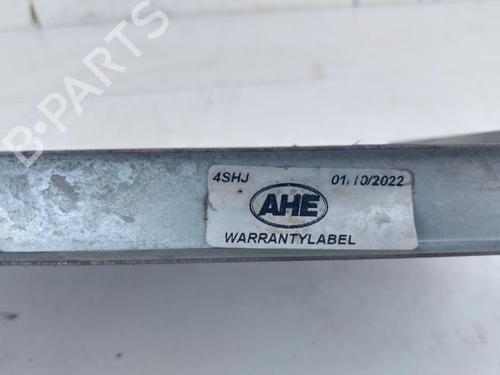 B-PARTS
4SHJ 01/10/2022
AHE
WARRANTYLABEL